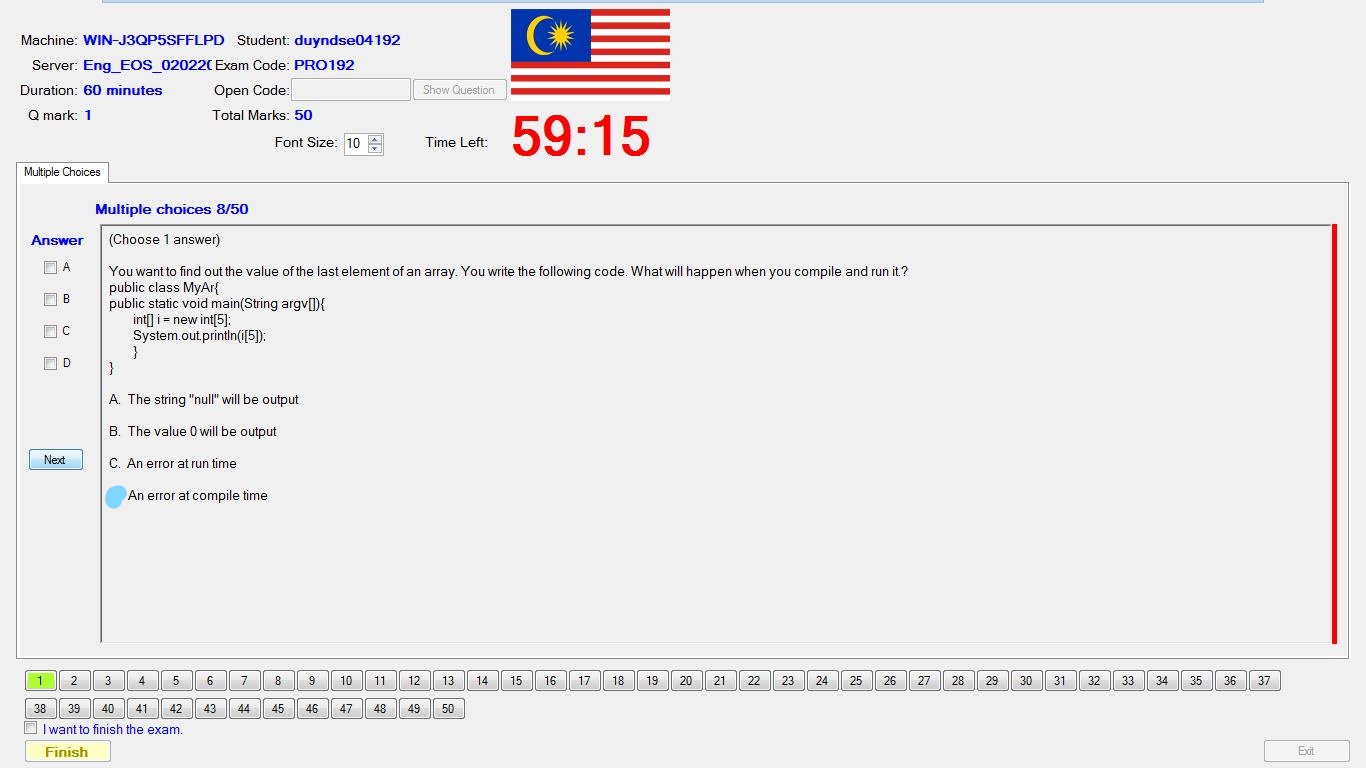 Machine: WIN-J3QP5SFFLPD Student: duyndse04192
Server: Eng_EOS_020220 Exam Code: PRO192
Duration: 60 minutes Open Code: Show Question
Q mark: 1 Total Marks: 50
Font Size: 10 Time Left: 59:15
Multiple Choices
Multiple choices 8/50
Answer
A
B
C
D
Next
(Choose 1 answer)
You want to find out the value of the last element of an array. You write the following code. What will happen when you compile and run it.?
public class MyAr{
public static void main(String argv[]){
int[] i = new int[5];
System.out.println(i[5]);
}
}
A. The string "null" will be output
B. The value 0 will be output
C. An error at run time
An error at compile time
1 2 3 4 5 6 7 8 9 10 11 12 13 14 15 16 17 18 19 20 21 22 23 24 25 26 27 28 29 30 31 32 33 34 35 36 37
38 39 40 41 42 43 44 45 46 47 48 49 50
I want to finish the exam.
Finish Exit